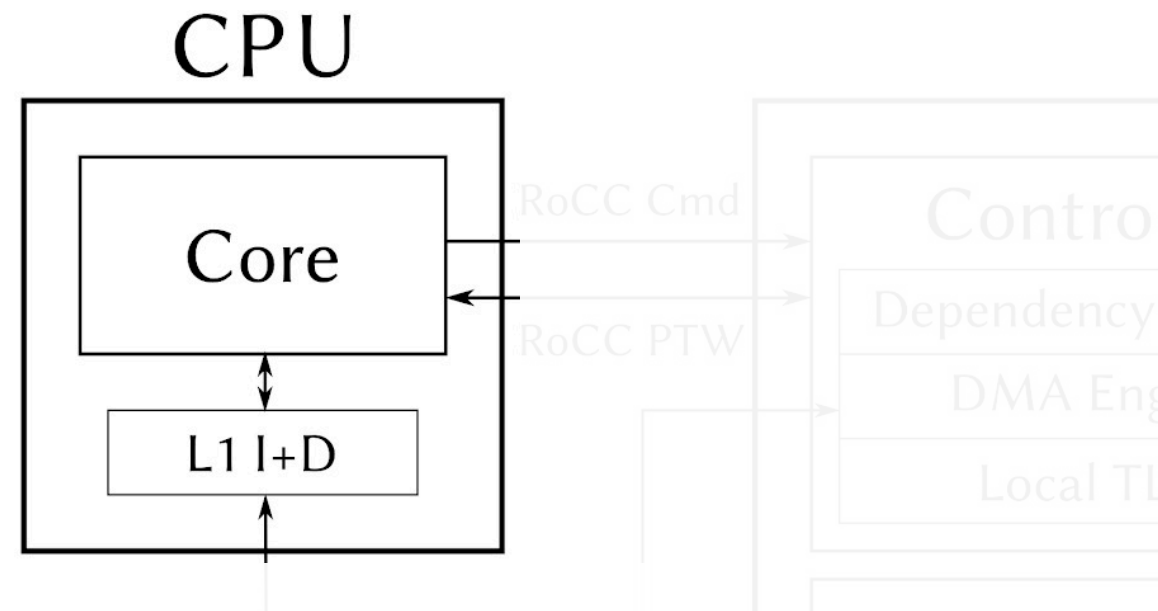 CPU
Core
L1 I+D
RoCC Cmd
RoCC PTW
Contro
Dependency
DMA Eng
Local TL